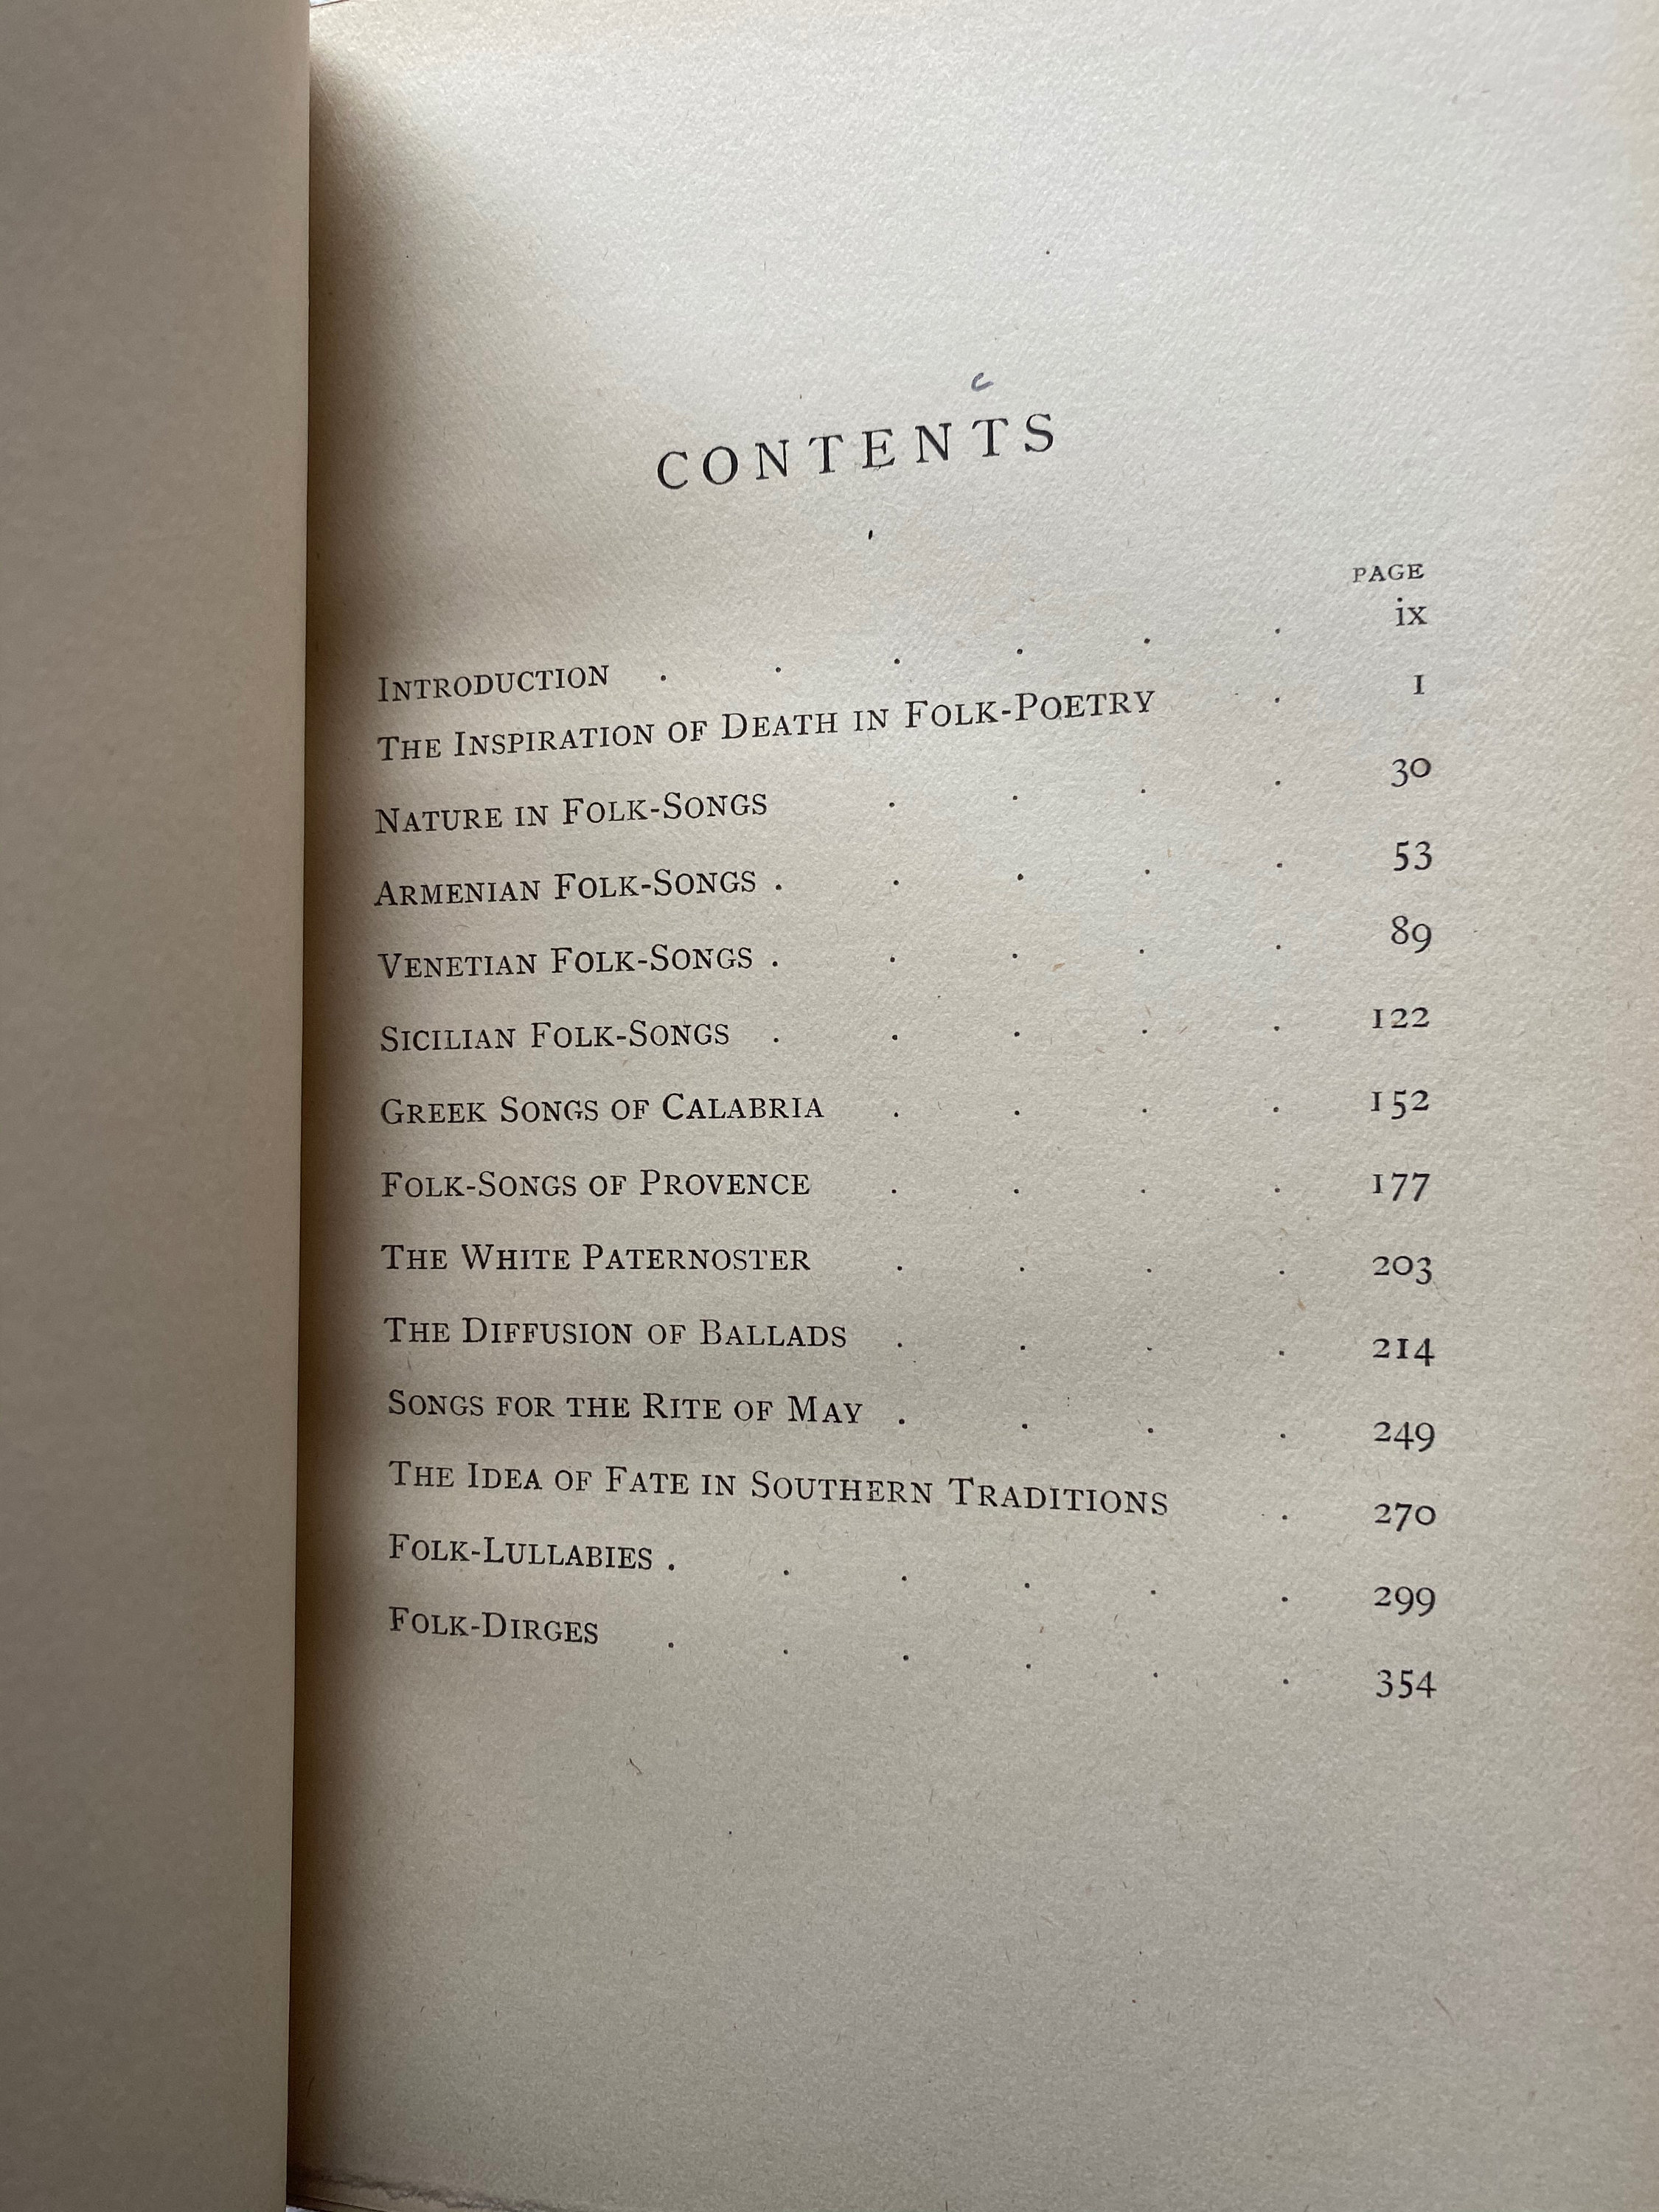 CONTENTS
PAGE
INTRODUCTION . . . . . . ix
THE INSPIRATION OF DEATH IN FOLK-POETRY . 1
NATURE IN FOLK-SONGS . . . . 30
ARMENIAN FOLK-SONGS . . . . . 53
VENETIAN FOLK-SONGS . . . . . 89
SICILIAN FOLK-SONGS . . . . . 122
GREEK SONGS OF CALABRIA . . . . 152
FOLK-SONGS OF PROVENCE . . . . 177
THE WHITE PATERNOSTER . . . . 203
THE DIFFUSION OF BALLADS . . . . 214
SONGS FOR THE RITE OF MAY . . . . 249
THE IDEA OF FATE IN SOUTHERN TRADITIONS . 270
FOLK-LULLABIES . . . . . . 299
FOLK-DIRGES . . . . . . 354